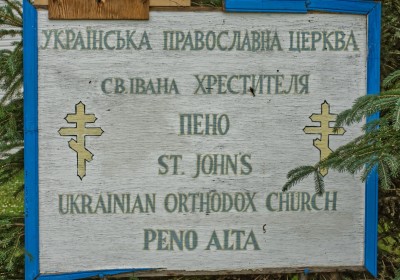 УКРАЇНСЬКА ПРАВОСЛАВНА ЦЕРКВА
СВ. ІВАНА ХРЕСТИТЕЛЯ
ПЕНО
ST. JOHN'S
UKRAINIAN ORTHODOX CHURCH
PENO ALTA